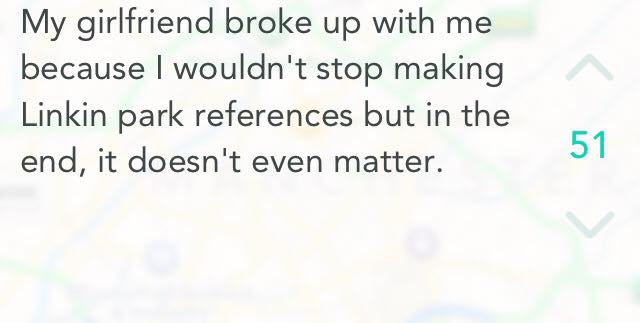 My girlfriend broke up with me
because I wouldn't stop making
Linkin park references but in the
end, it doesn't even matter.
51